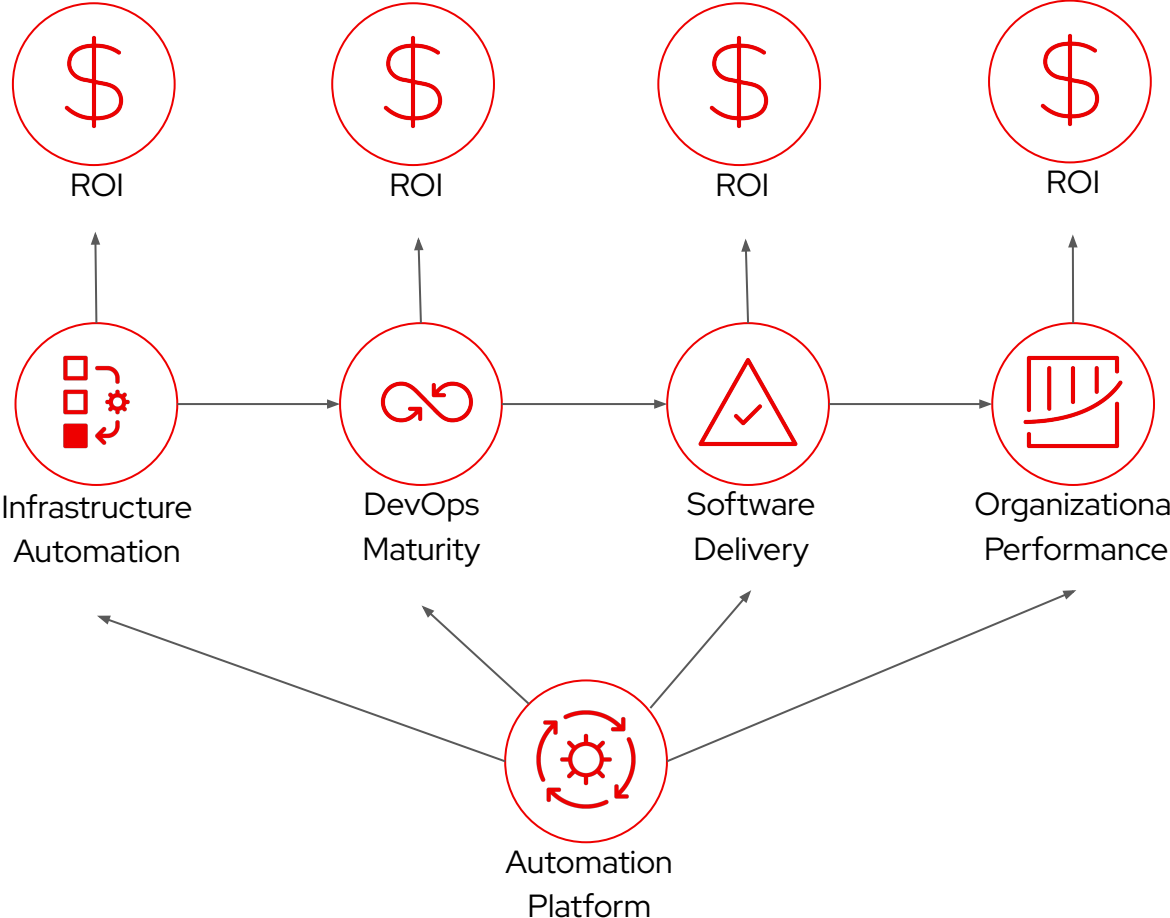 ROI
ROI
ROI
ROI
Infrastructure
Automation
DevOps
Maturity
Software
Delivery
Organizationa
Performance
Automation
Platform